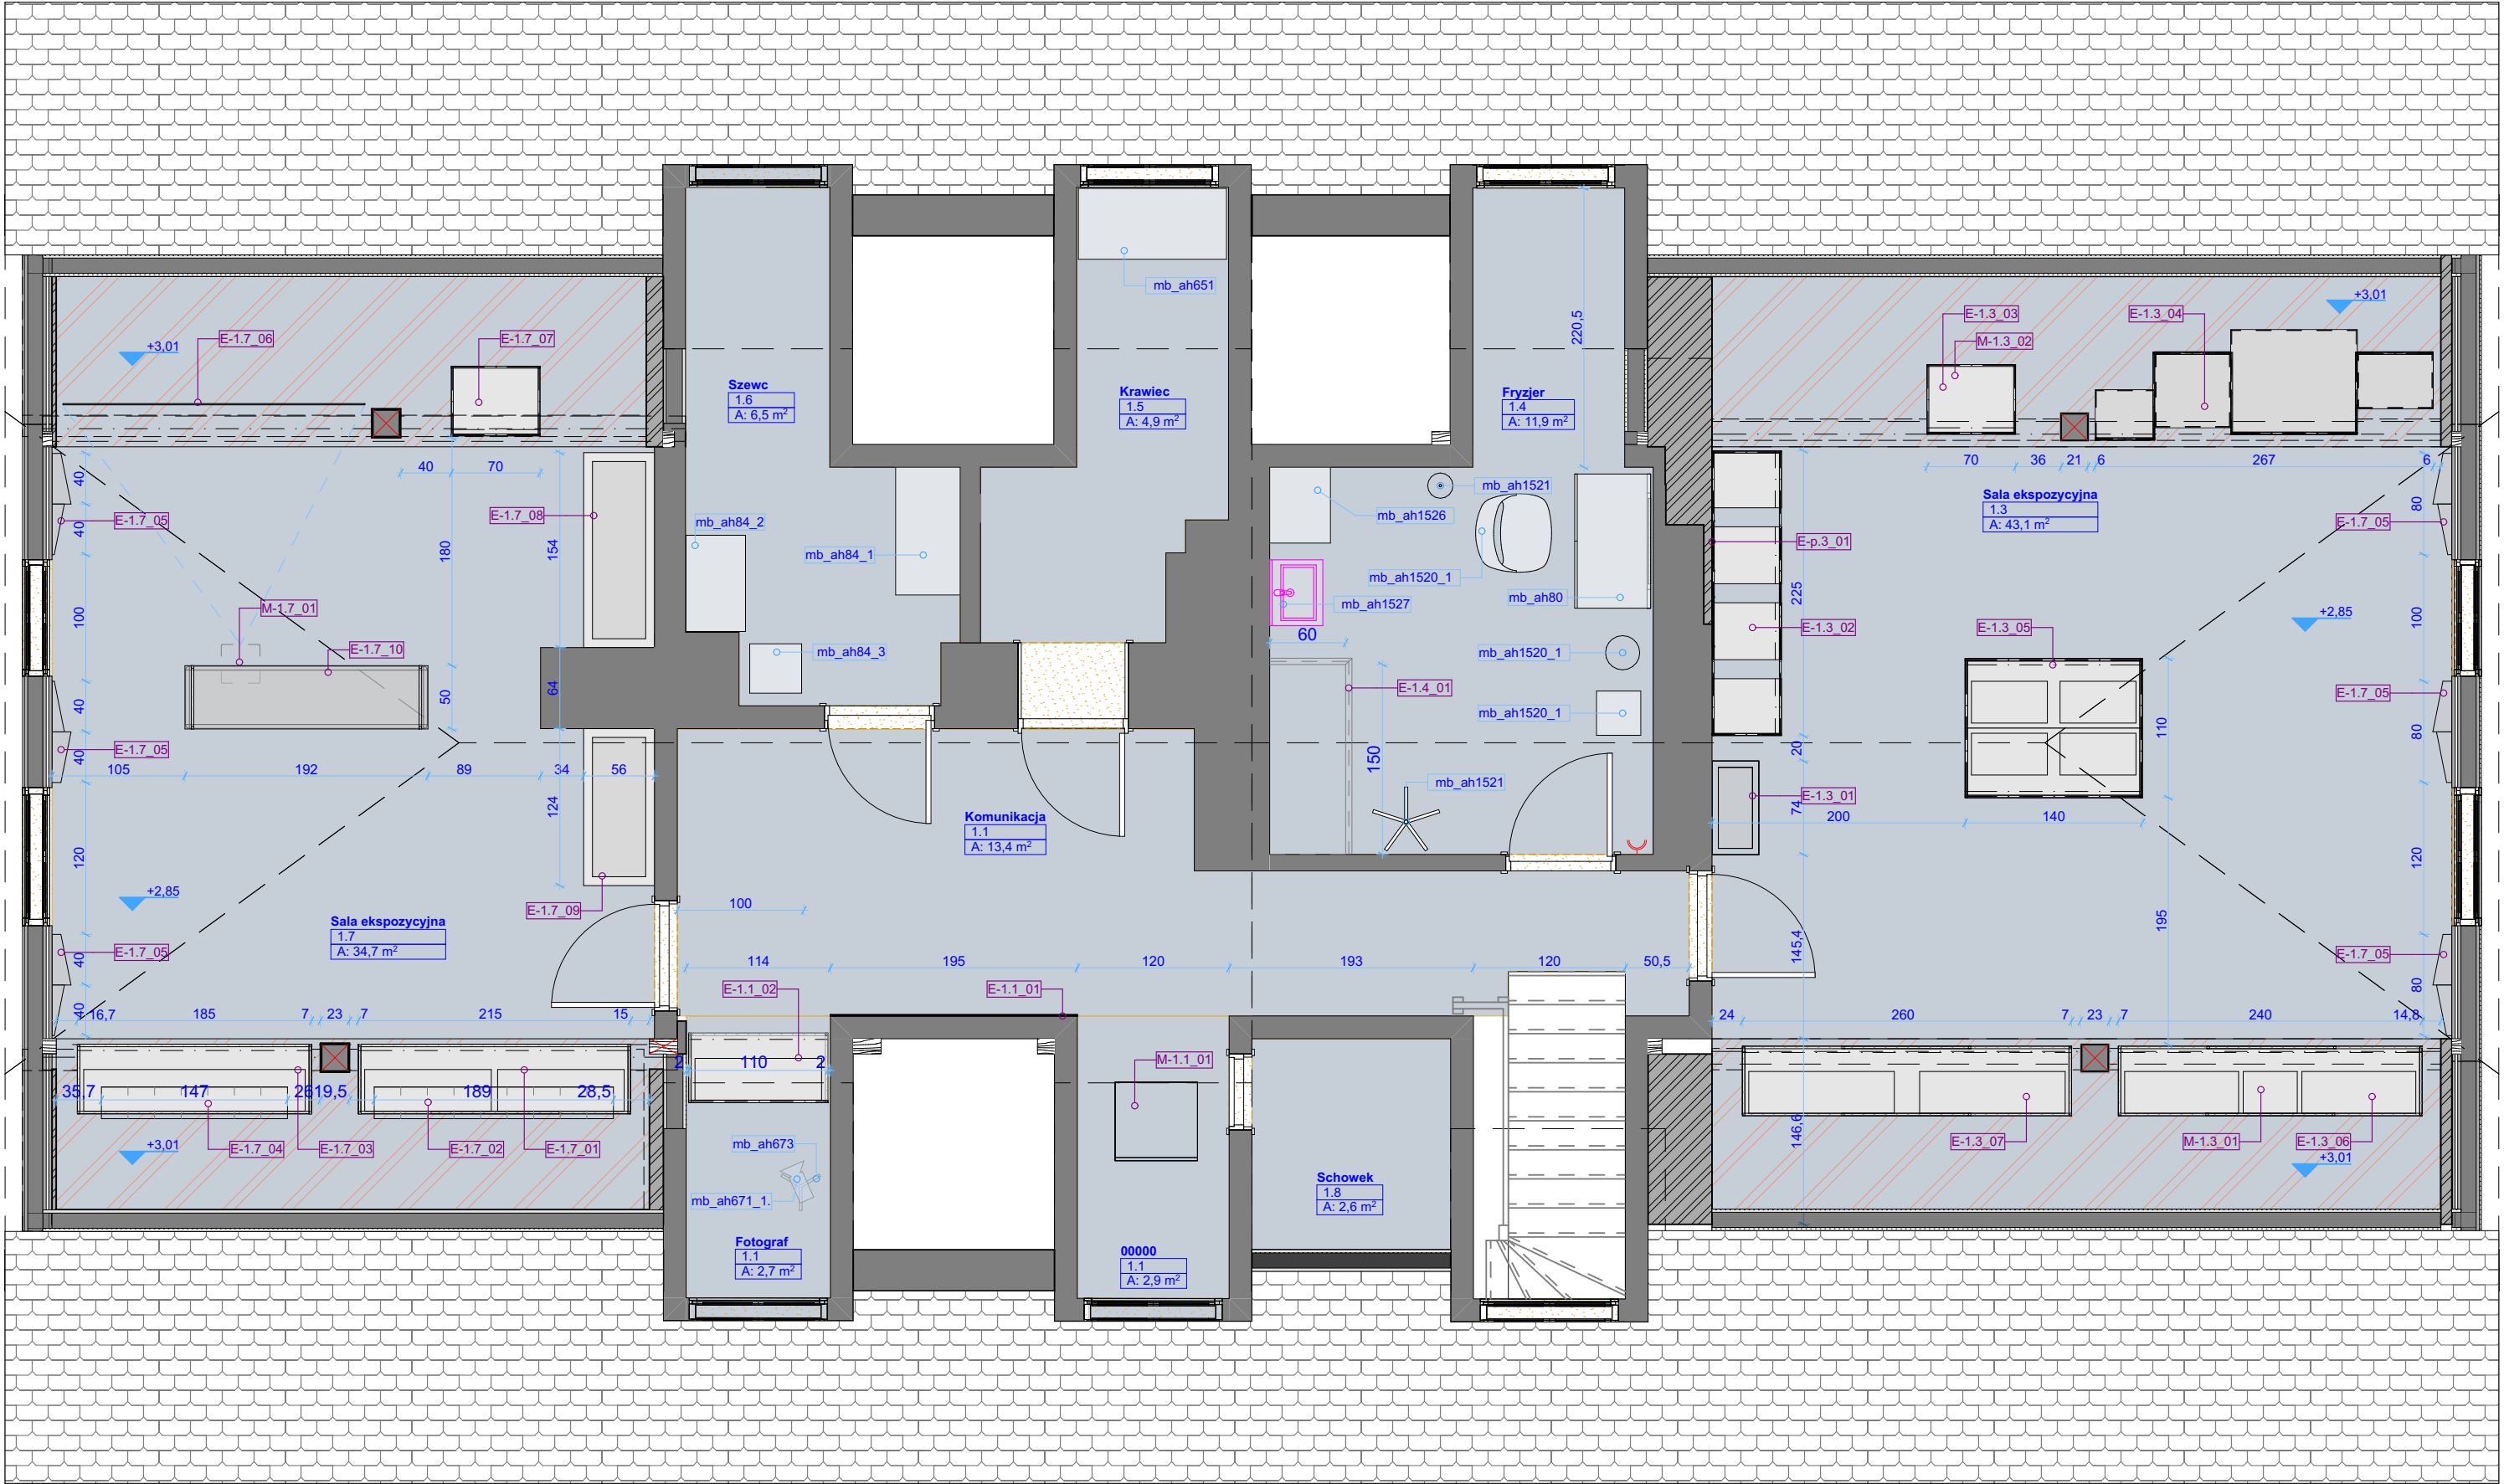 mb_ah651
+3,01
E-1.7_06
E-1.7_07
+3,01
E-1.3_03
E-1.3_04
M-1.3_02
220,5
Szewc
1.6
A: 6,5 m²
Krawiec
1.5
A: 4,9 m²
Fryzjer
1.4
A: 11,9 m²
40
70
70
36
21
6
267
6
40
40
E-1.7_05
E-1.7_08
180
154
mb_ah84_2
mb_ah84_1
mb_ah1521
mb_ah1526
mb_ah1520_1
mb_ah1527
mb_ah80
60
E-p.3_01
Sala ekspozycyjna
1.3
A: 43,1 m²
80
E-1.7_05
225
E-1.3_02
E-1.3_05
+2,85
100
100
M-1.7_01
E-1.7_10
mb_ah84_3
mb_ah1520_1
E-1.4_01
mb_ah1520_1
40
50
64
E-1.7_05
40
E-1.7_05
80
110
20
150
105
192
89
34
56
mb_ah1521
E-1.3_01
74
200
140
124
Komunikacja
1.1
A: 13,4 m²
120
120
+2,85
E-1.7_09
100
Sala ekspozycyjna
1.7
A: 34,7 m²
195
145,4
E-1.7_05
40
40
E-1.7_05
80
114
195
120
193
120
50,5
E-1.1_02
E-1.1_01
16,7
185
7
23
7
215
15
24
260
7
23
7
240
14,8
2
110
2
M-1.1_01
35,7
147
26
19,5
189
28,5
146,6
+3,01
E-1.7_04
E-1.7_03
E-1.7_02
E-1.7_01
mb_ah673
mb_ah671_1.
E-1.3_07
M-1.3_01
E-1.3_06
+3,01
Schowek
1.8
A: 2,6 m²
Fotograf
1.1
A: 2,7 m²
00000
1.1
A: 2,9 m²